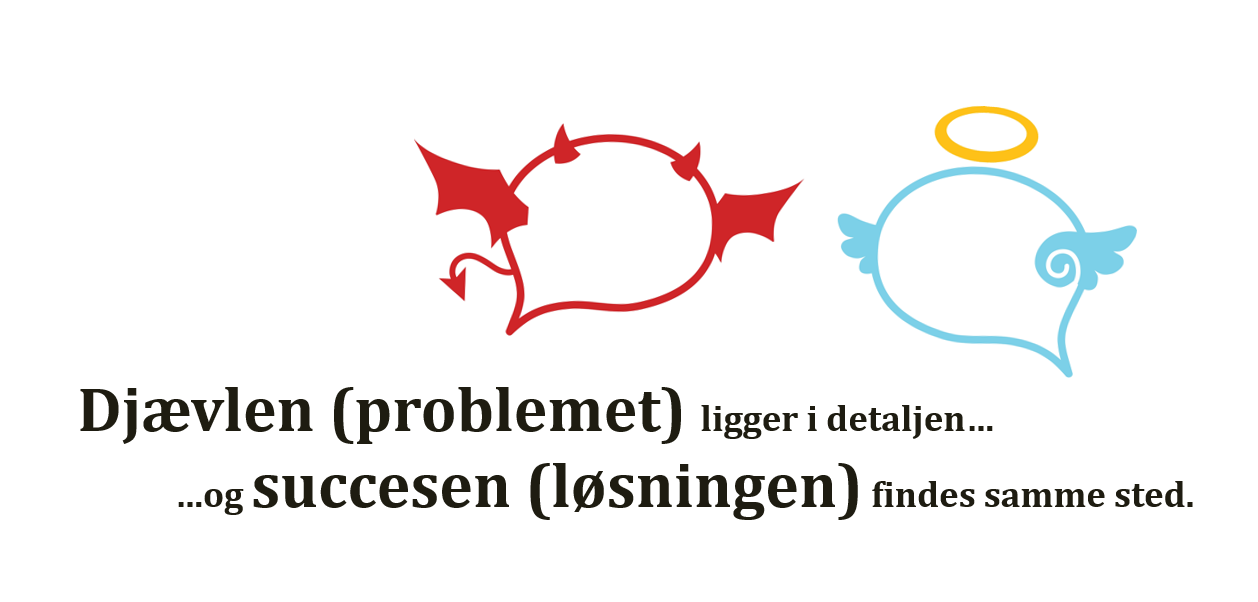 Djævlen (problemet) ligger i detaljen...
...og succesen (løsningen) findes samme sted.